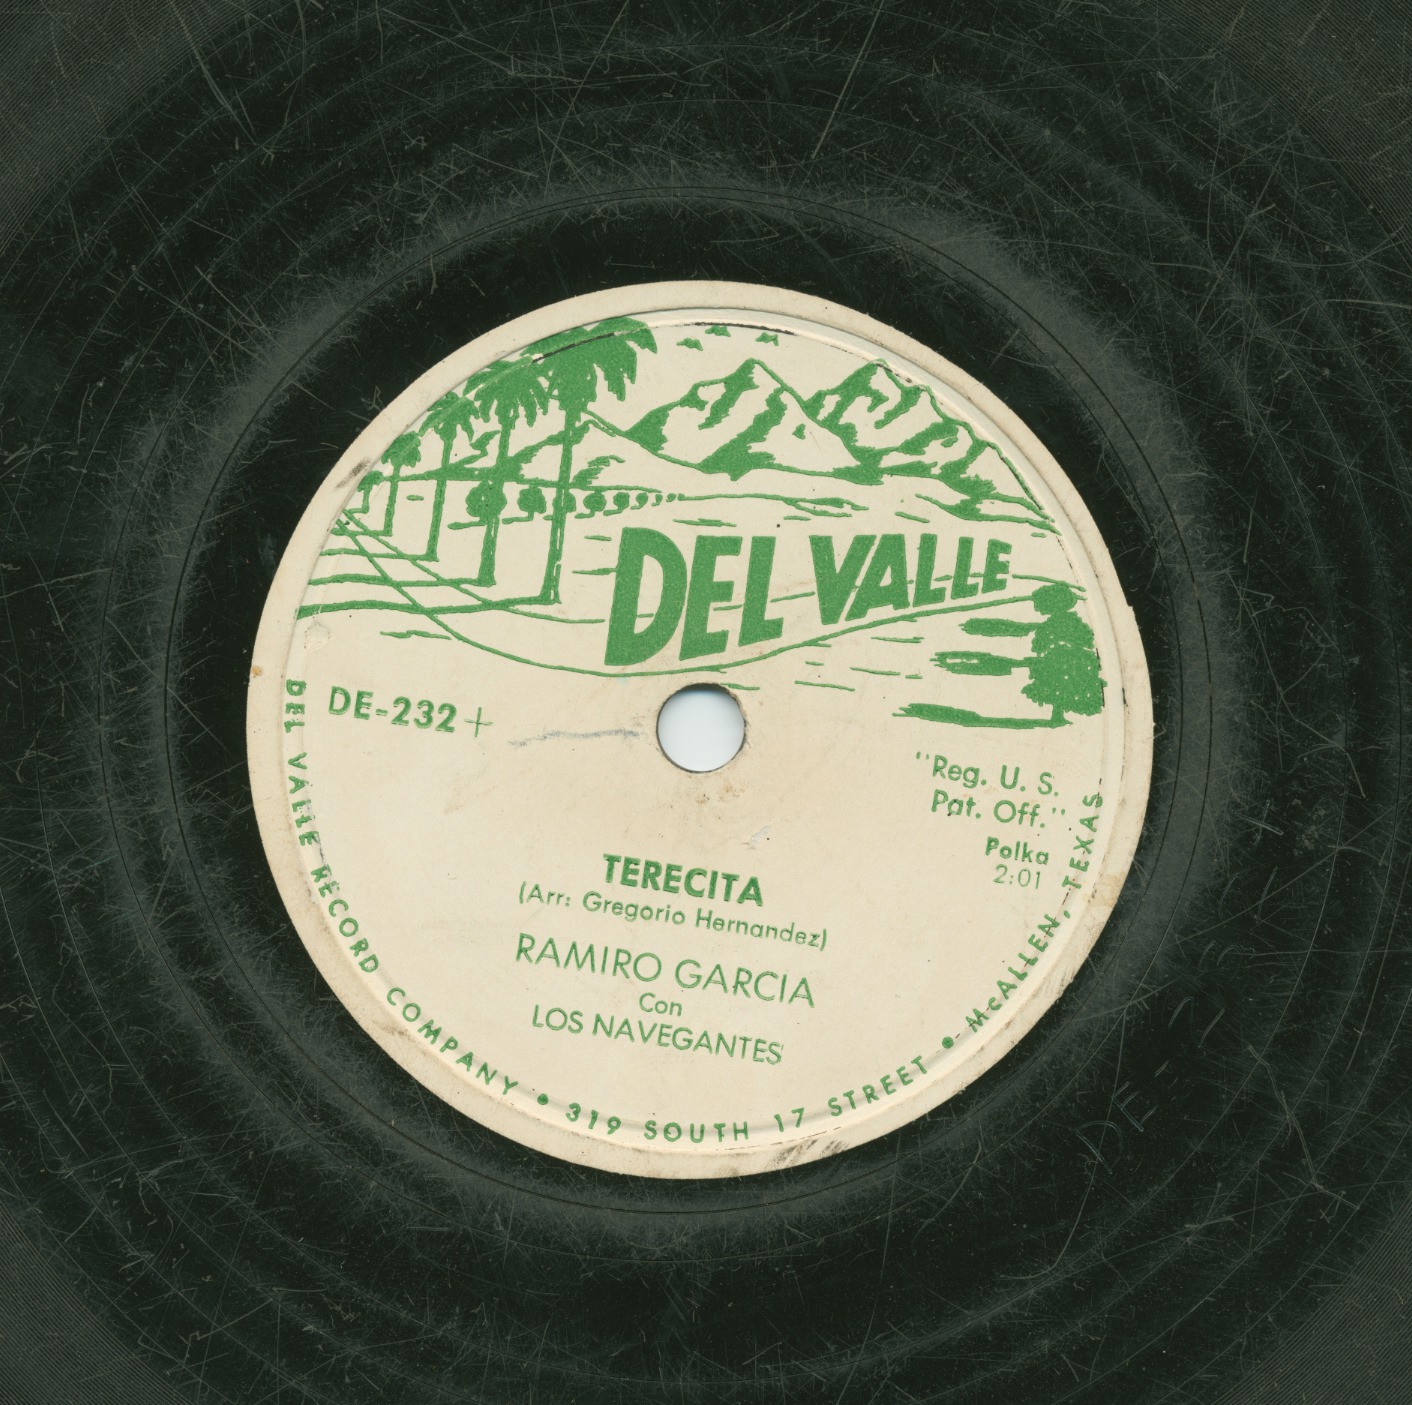 DEL VALLE
DE-232+
"Reg. U. S.
Pat. Off."
Polka
2:01
TERECITA
(Arr: Gregorio Hernandez)
RAMIRO GARCIA
Con
LOS NAVEGANTES
DEL VALLE RECORD COMPANY • 319 SOUTH 17 STREET • McALLEN, TEXAS